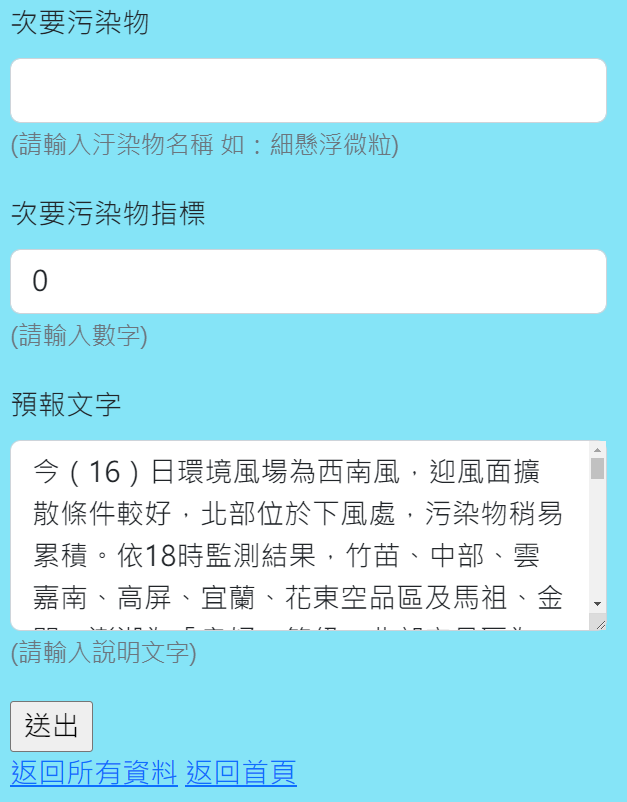 次要污染物
(請輸入汙染物名稱 如：細懸浮微粒)
次要污染物指標
0
(請輸入數字)
預報文字
今（16）日環境風場為西南風，迎風面擴
散條件較好，北部位於下風處，污染物稍易
累積。依18時監測結果，竹苗、中部、雲
嘉南、高屏、宜蘭、花東空品區及馬祖、金
(請輸入說明文字)
送出
返回所有資料 返回首頁